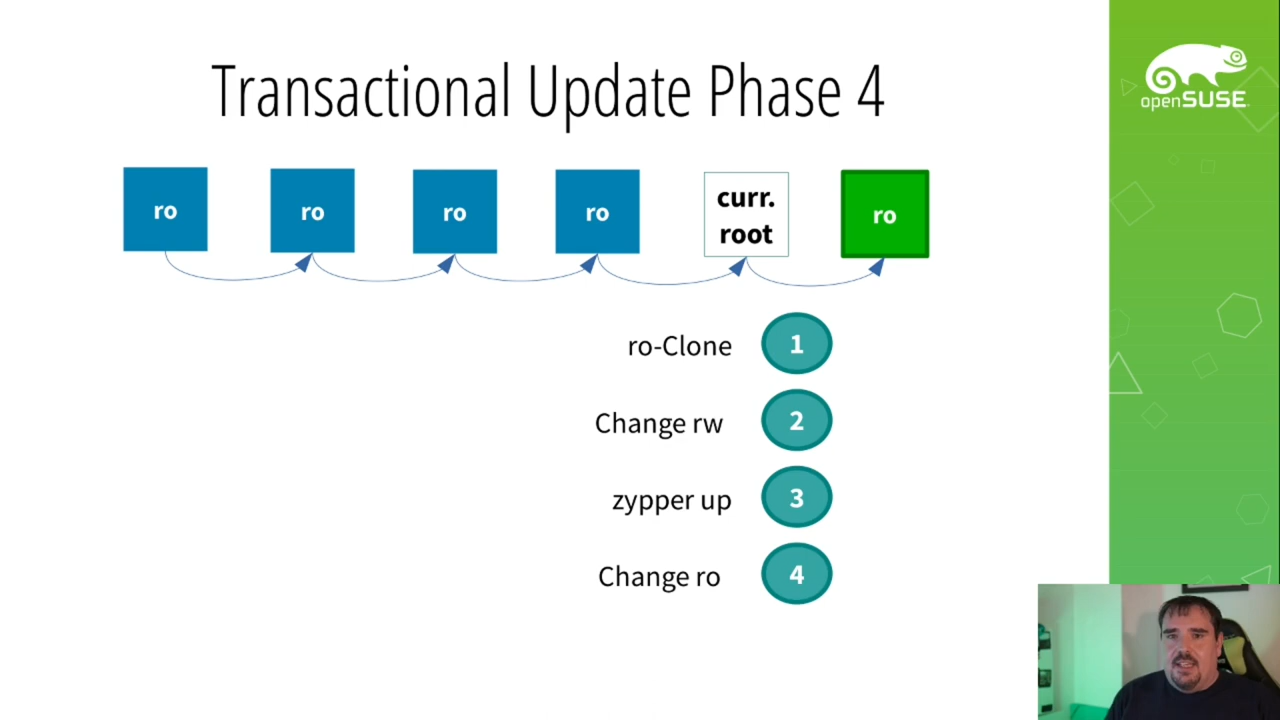 Transactional Update Phase 4
openSUSE
ro
ro
ro
ro
curr.
root
ro
ro-Clone 1
Change rw 2
zypper up 3
Change ro 4